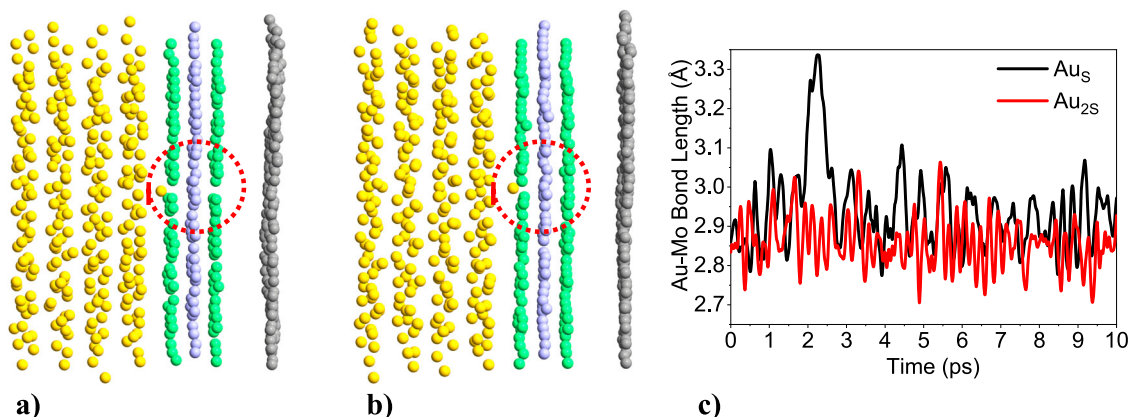 a)
b)
c)
Au-Mo Bond Length (Å)
3.3
3.2
3.1
3.0
2.9
2.8
2.7
Au_S
Au_2S
0 1 2 3 4 5 6 7 8 9 10
Time (ps)